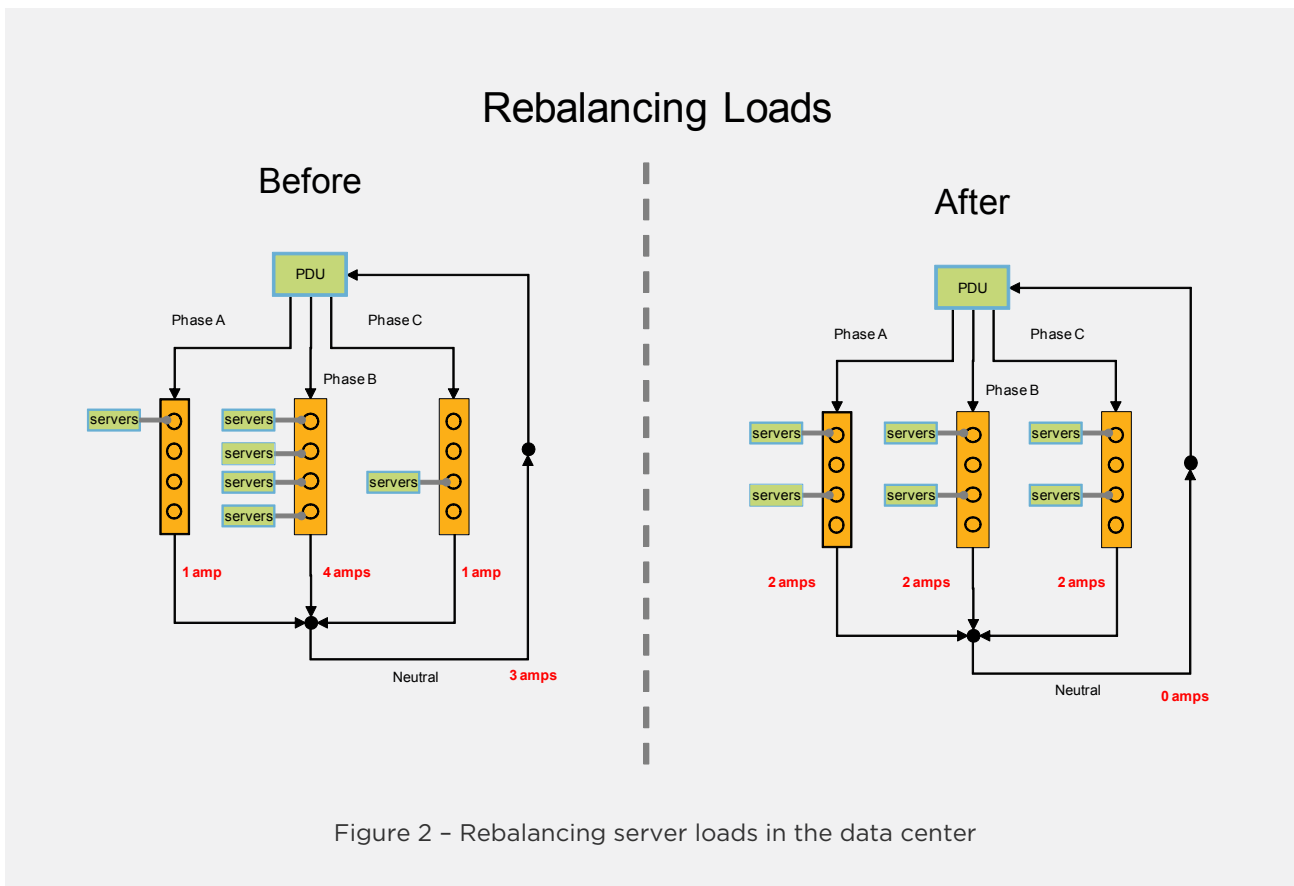 Rebalancing Loads
Before
PDU
Phase A
Phase C
Phase B
servers
servers
servers
servers
servers
servers
1 amp
4 amps
1 amp
Neutral
3 amps
After
PDU
Phase A
Phase C
Phase B
servers
servers
servers
servers
servers
servers
2 amps
2 amps
2 amps
Neutral
0 amps
Figure 2 – Rebalancing server loads in the data center